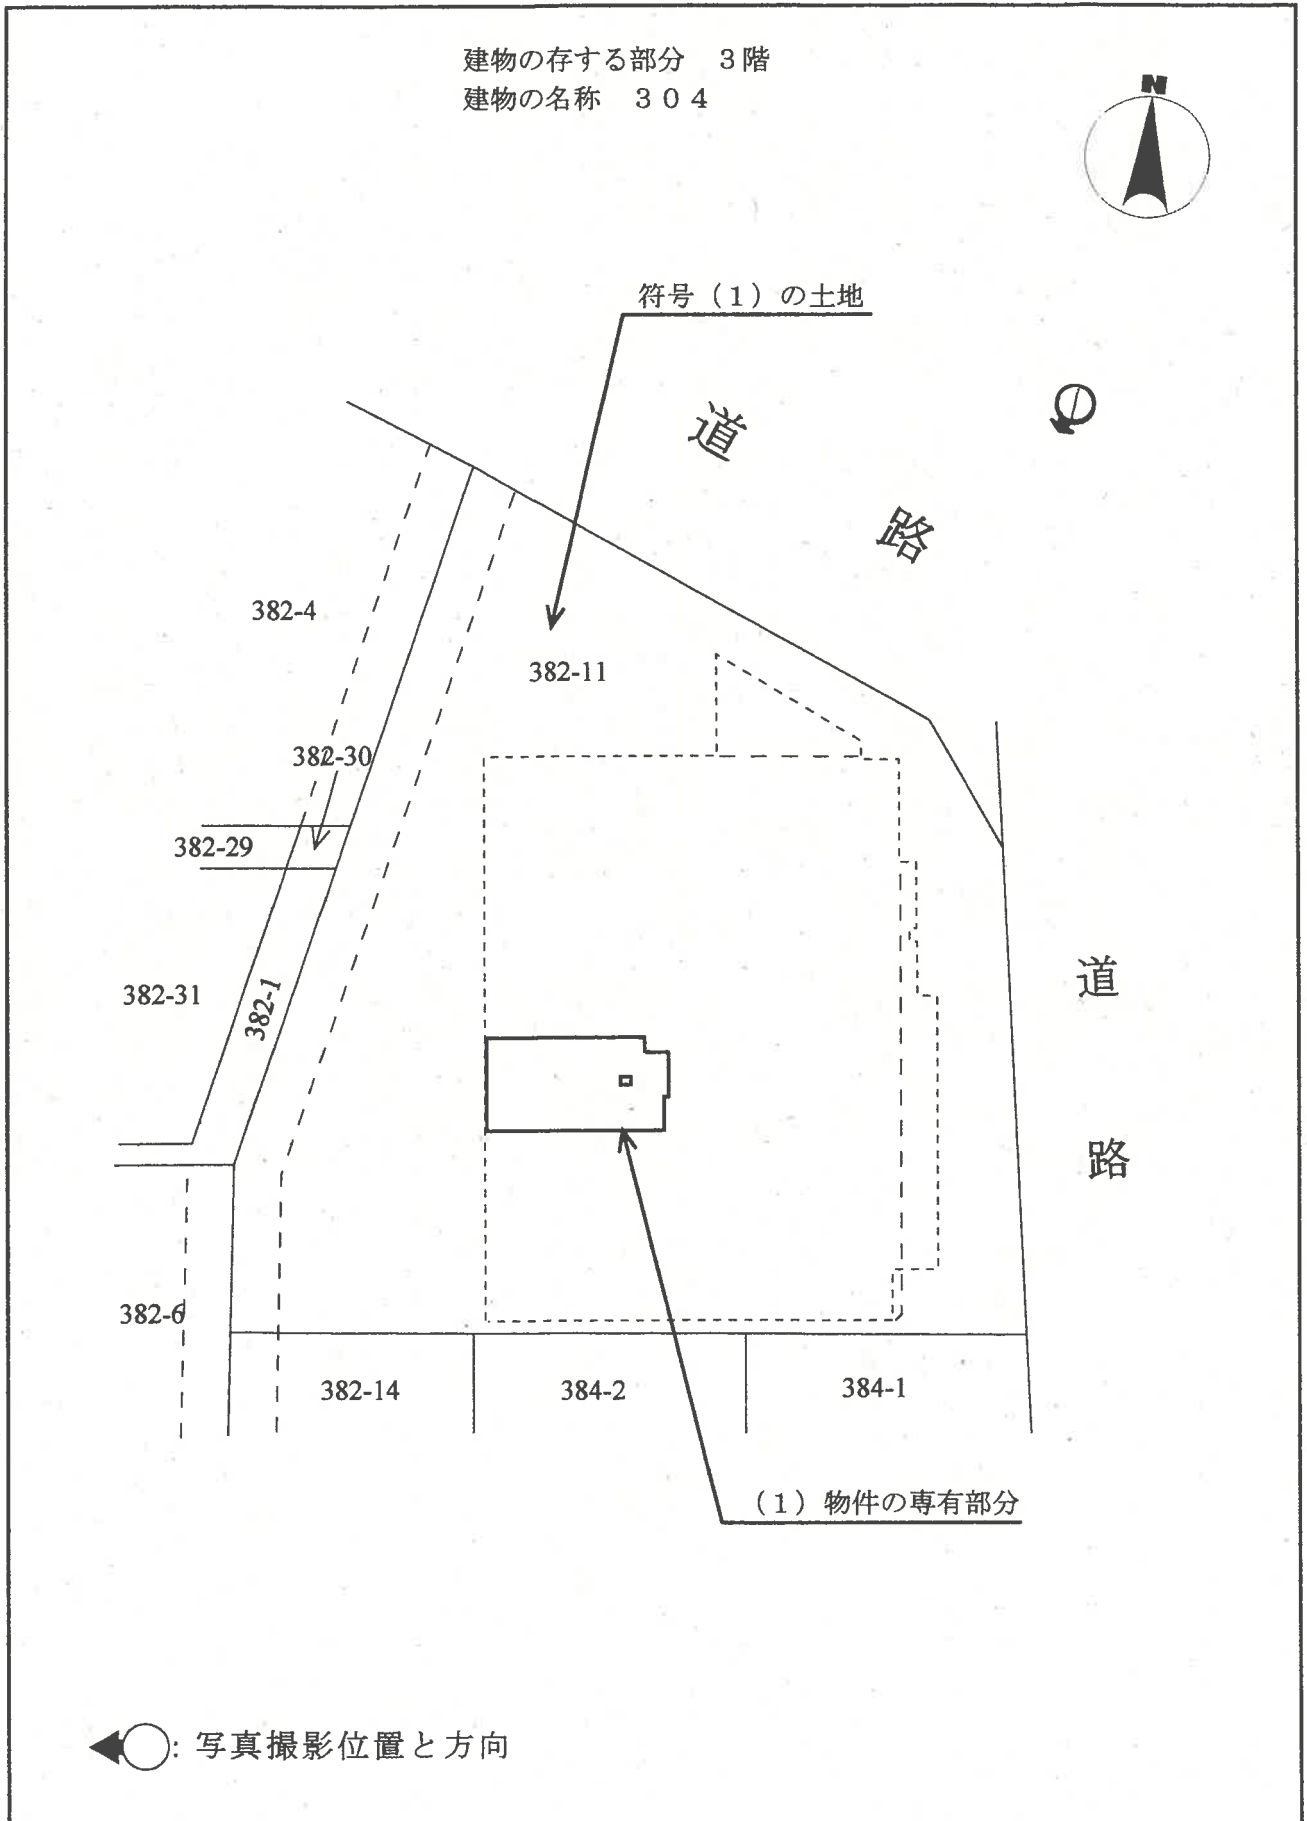 建物の存する部分　３階
建物の名称　３０４
N
符号（１）の土地
道
路
382-4
382-11
382-30
382-29
382-31
382-1
道
路
382-6
382-14
384-2
384-1
（１）物件の専有部分
: 写真撮影位置と方向